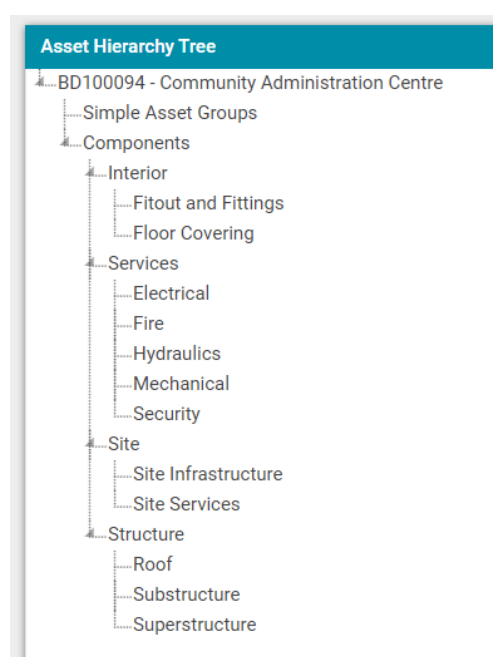 Asset Hierarchy Tree
BD100094 - Community Administration Centre
Simple Asset Groups
Components
Interior
Fitout and Fittings
Floor Covering
Services
Electrical
Fire
Hydraulics
Mechanical
Security
Site
Site Infrastructure
Site Services
Structure
Roof
Substructure
Superstructure